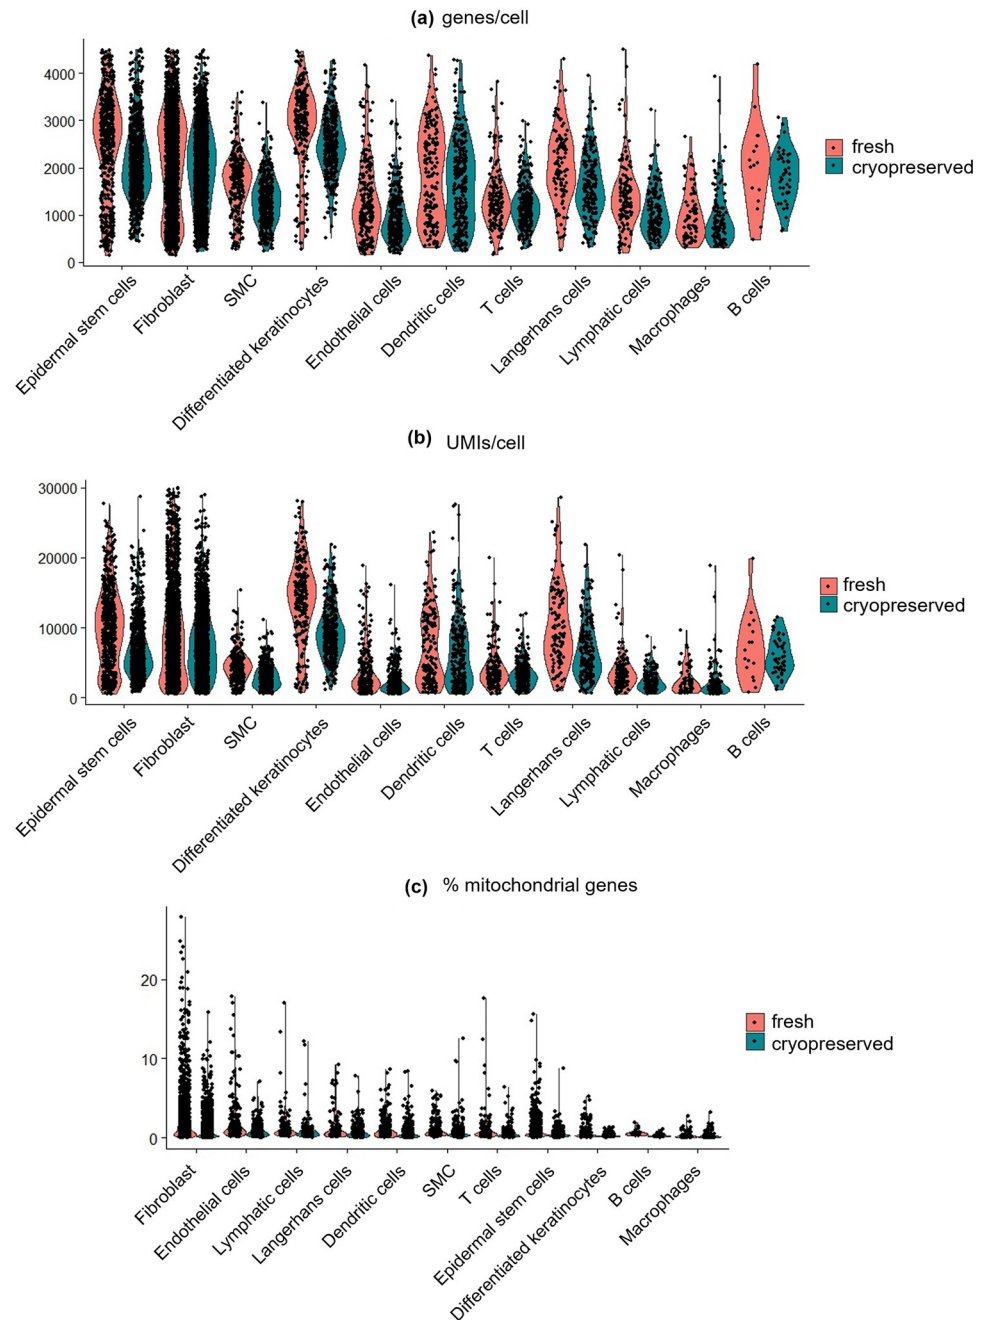 (a) genes/cell
4000
3000
2000
1000
0
fresh
cryopreserved
Epidermal stem cells
Fibroblast
SMC
Differentiated keratinocytes
Endothelial cells
Dendritic cells
T cells
Langerhans cells
Lymphatic cells
Macrophages
B cells
(b) UMIs/cell
30000
20000
10000
0
fresh
cryopreserved
Epidermal stem cells
Fibroblast
SMC
Differentiated keratinocytes
Endothelial cells
Dendritic cells
T cells
Langerhans cells
Lymphatic cells
Macrophages
B cells
(c) % mitochondrial genes
20
10
0
fresh
cryopreserved
Fibroblast
Endothelial cells
Lymphatic cells
Langerhans cells
Dendritic cells
SMC
T cells
Epidermal stem cells
Differentiated keratinocytes
B cells
Macrophages